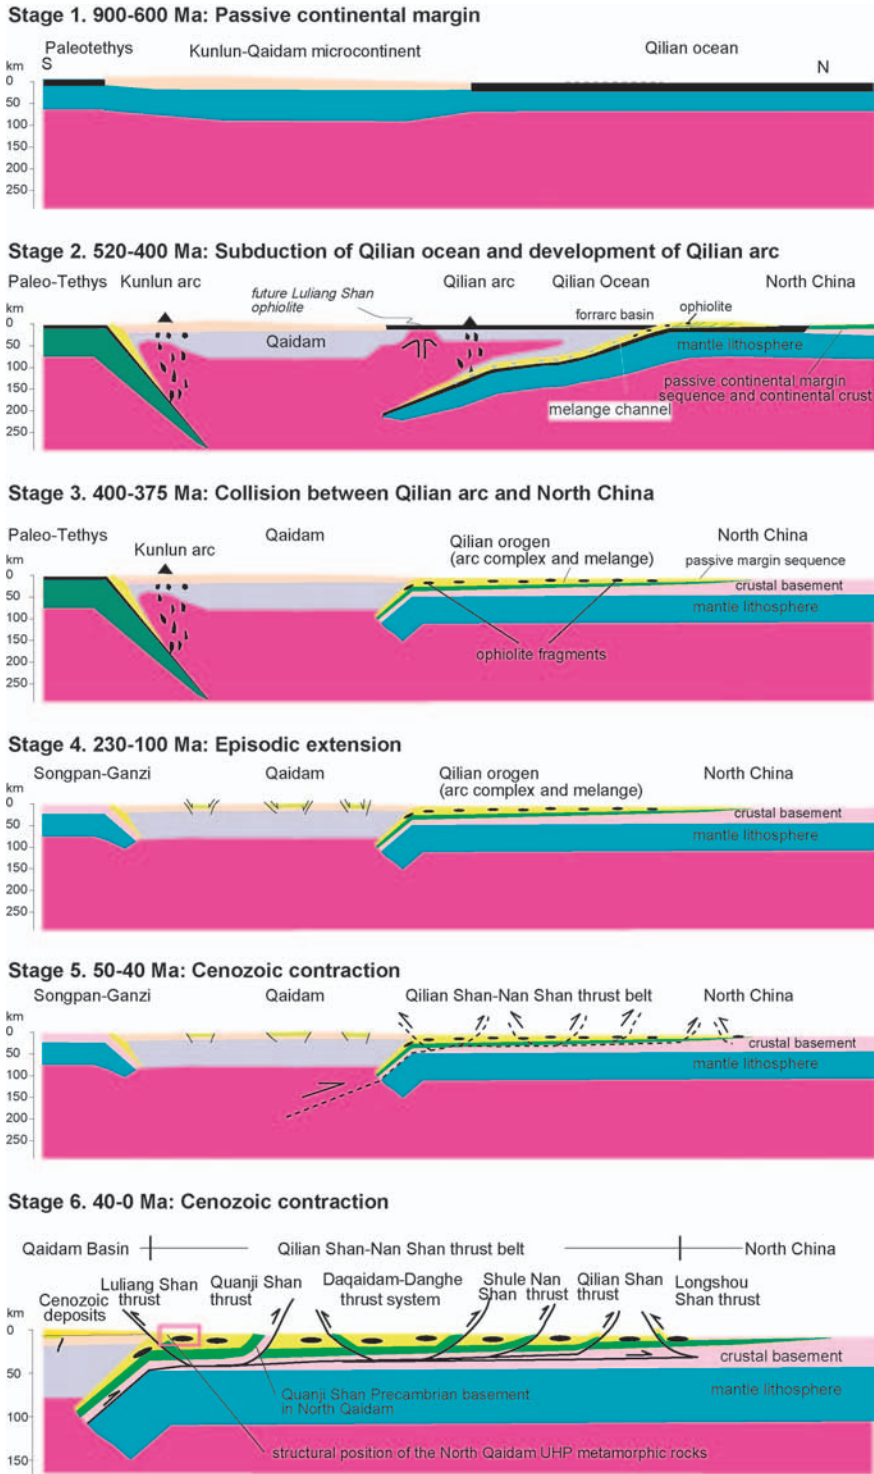 Stage 1. 900-600 Ma: Passive continental margin
Paleotethys
Kunlun-Qaidam microcontinent
Qilian ocean
km
S
N
0
50
100
150
200
250
Stage 2. 520-400 Ma: Subduction of Qilian ocean and development of Qilian arc
Paleo-Tethys
Kunlun arc
future Luliang Shan
ophiolite
Qilian arc
Qilian Ocean
North China
km
forrarc basin
ophiolite
0
50
100
150
200
250
Qaidam
mantle lithosphere
passive continental margin
sequence and continental crust
melange channel
Stage 3. 400-375 Ma: Collision between Qilian arc and North China
Paleo-Tethys
Kunlun arc
Qaidam
Qilian orogen
(arc complex and melange)
North China
passive margin sequence
km
0
50
100
150
200
250
crustal basement
mantle lithosphere
ophiolite fragments
Stage 4. 230-100 Ma: Episodic extension
Songpan-Ganzi
Qaidam
Qilian orogen
(arc complex and melange)
North China
km
0
50
100
150
200
250
crustal basement
mantle lithosphere
Stage 5. 50-40 Ma: Cenozoic contraction
Songpan-Ganzi
Qaidam
Qilian Shan-Nan Shan thrust belt
North China
km
0
50
100
150
200
250
crustal basement
mantle lithosphere
Stage 6. 40-0 Ma: Cenozoic contraction
Qaidam Basin
Qilian Shan-Nan Shan thrust belt
North China
Luliang Shan
thrust
Quanji Shan
thrust
Daqaidam-Danghe
thrust system
Shule Nan
Shan thrust
Qilian Shan
thrust
Longshou
Shan thrust
Cenozoic
deposits
km
0
50
100
150
crustal basement
mantle lithosphere
Quanji Shan Precambrian basement
in North Qaidam
structural position of the North Qaidam UHP metamorphic rocks